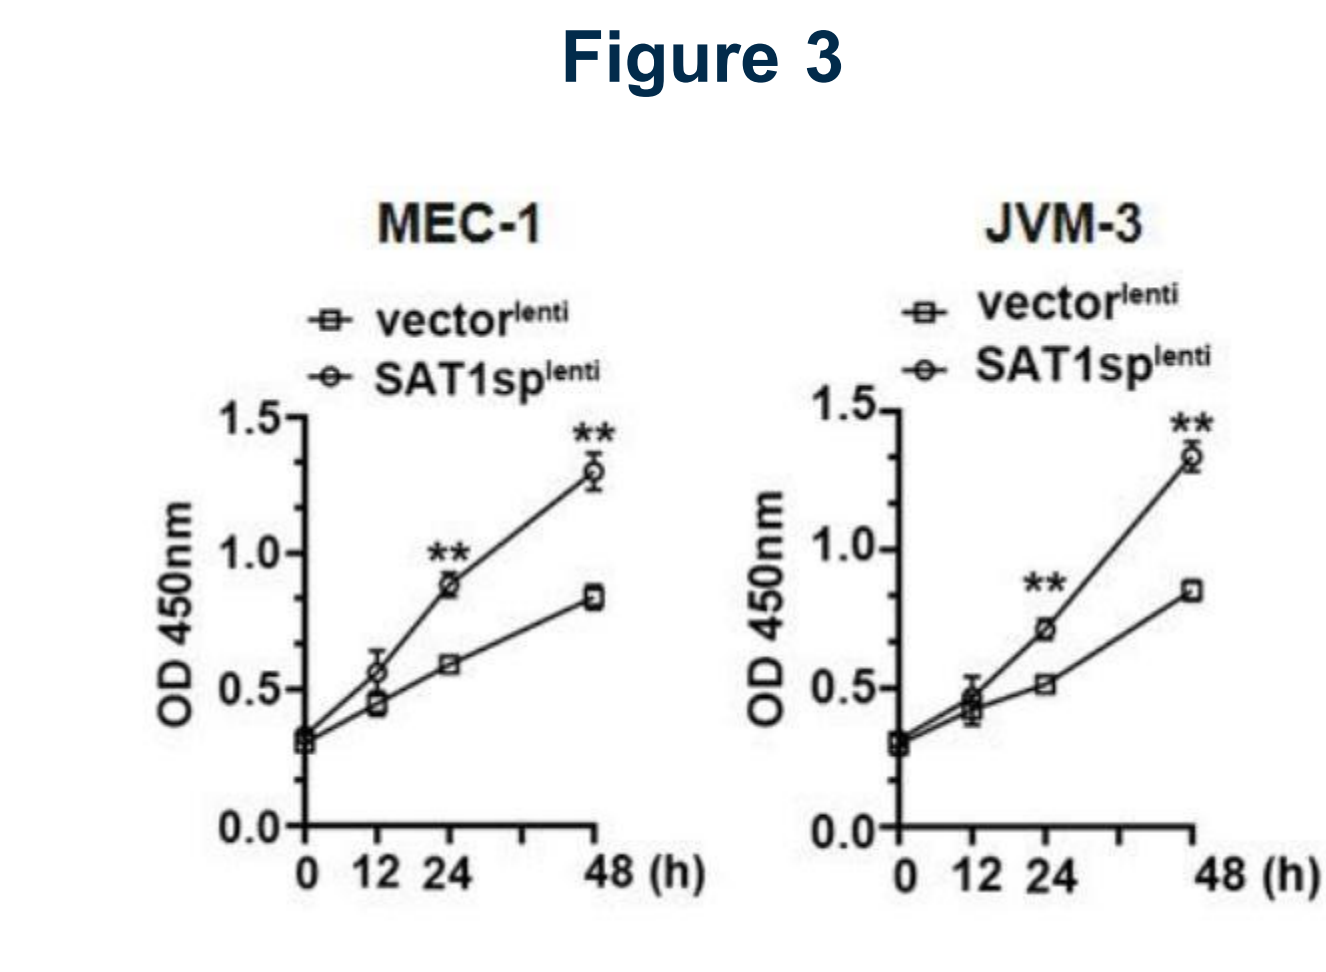 Figure 3
MEC-1
vectorlenti
SAT1splenti
1.5
1.0
0.5
0.0
OD 450nm
**
**
0 12 24 48 (h)
JVM-3
vectorlenti
SAT1splenti
1.5
1.0
0.5
0.0
OD 450nm
**
**
0 12 24 48 (h)